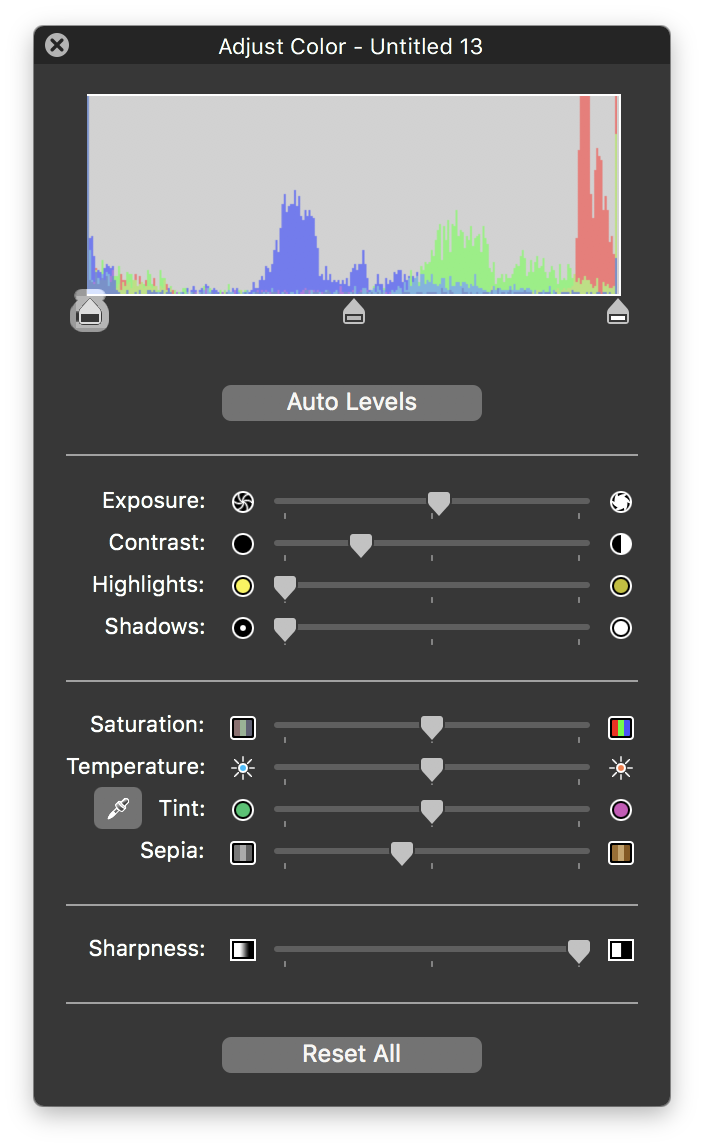 Adjust Color - Untitled 13
Auto Levels
Exposure:
Contrast:
Highlights:
Shadows:
Saturation:
Temperature:
Tint:
Sepia:
Sharpness:
Reset All